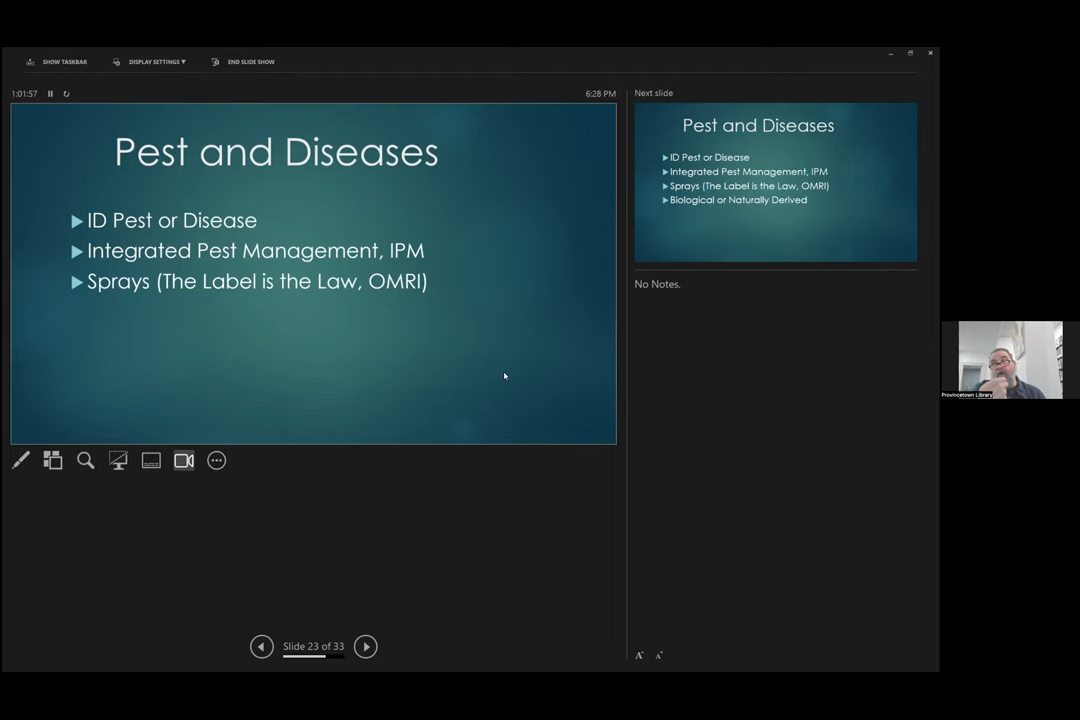 SHOW TASKBAR
DISPLAY SETTINGS ▼
END SLIDE SHOW
1:01:57
6:28 PM
Pest and Diseases
ID Pest or Disease
Integrated Pest Management, IPM
Sprays (The Label is the Law, OMRI)
Slide 23 of 33
Next slide
Pest and Diseases
ID Pest or Disease
Integrated Pest Management, IPM
Sprays (The Label is the Law, OMRI)
Biological or Naturally Derived
No Notes.
A A
Provincetown Library